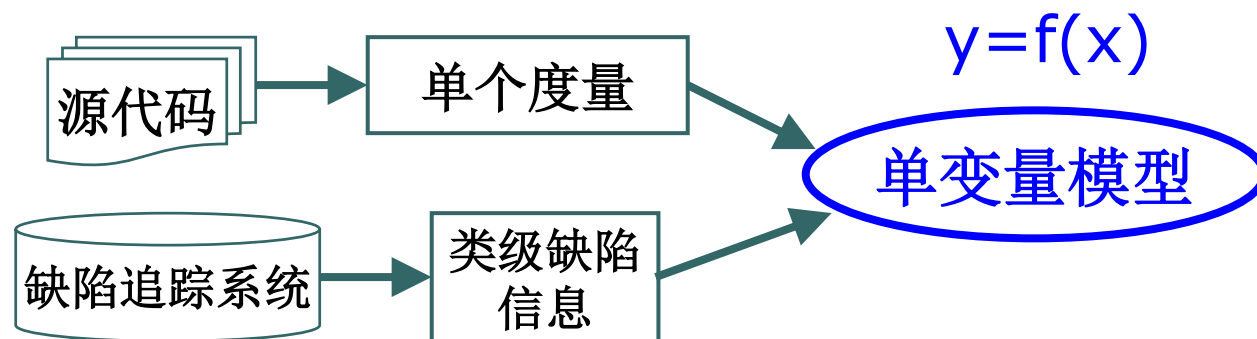 y=f(x)
源代码
单个度量
单变量模型
缺陷追踪系统
类级缺陷
信息